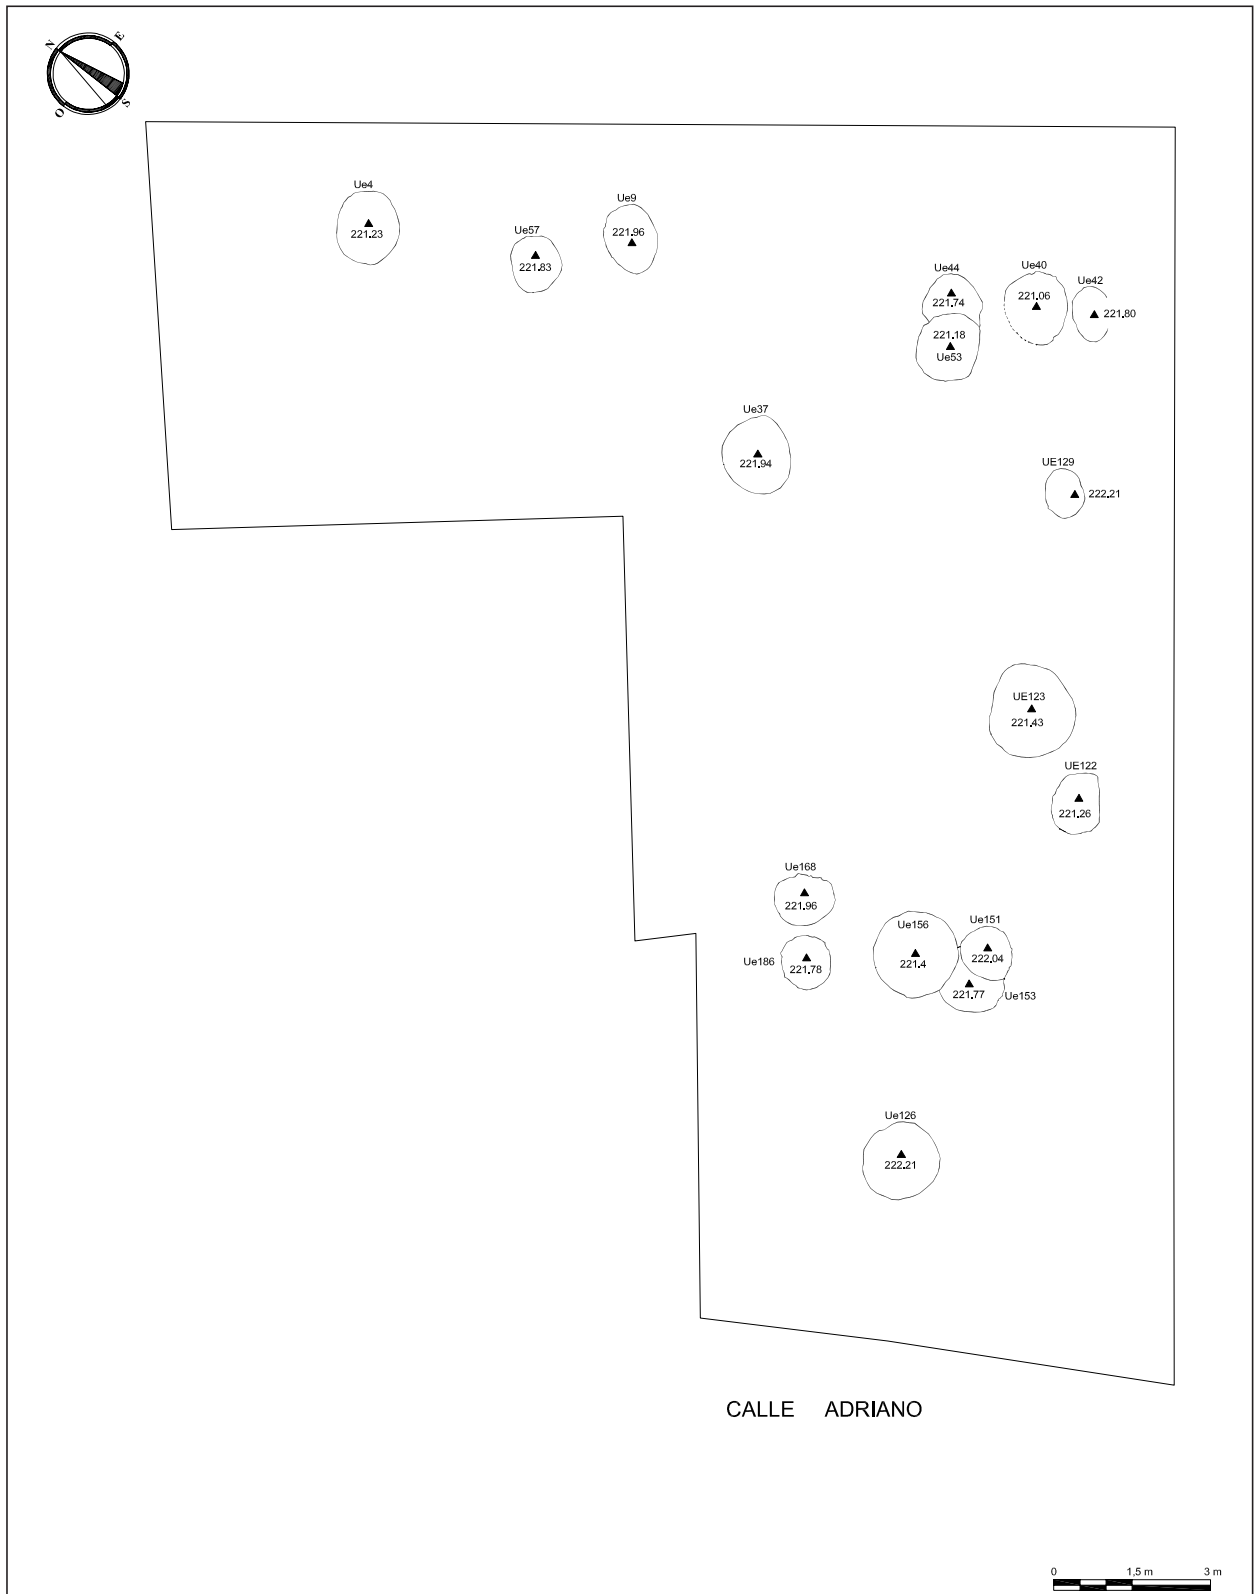 N
E
O
S
Ue4
221.23
Ue57
221.83
Ue9
221.96
Ue44
221.74
221.18
Ue53
Ue40
221.06
Ue42
221.80
Ue37
221.94
UE129
222.21
UE123
221.43
UE122
221.26
Ue168
221.96
Ue186
221.78
Ue156
221.4
Ue151
222.04
221.77
Ue153
Ue126
222.21
CALLE ADRIANO
0 1,5 m 3 m